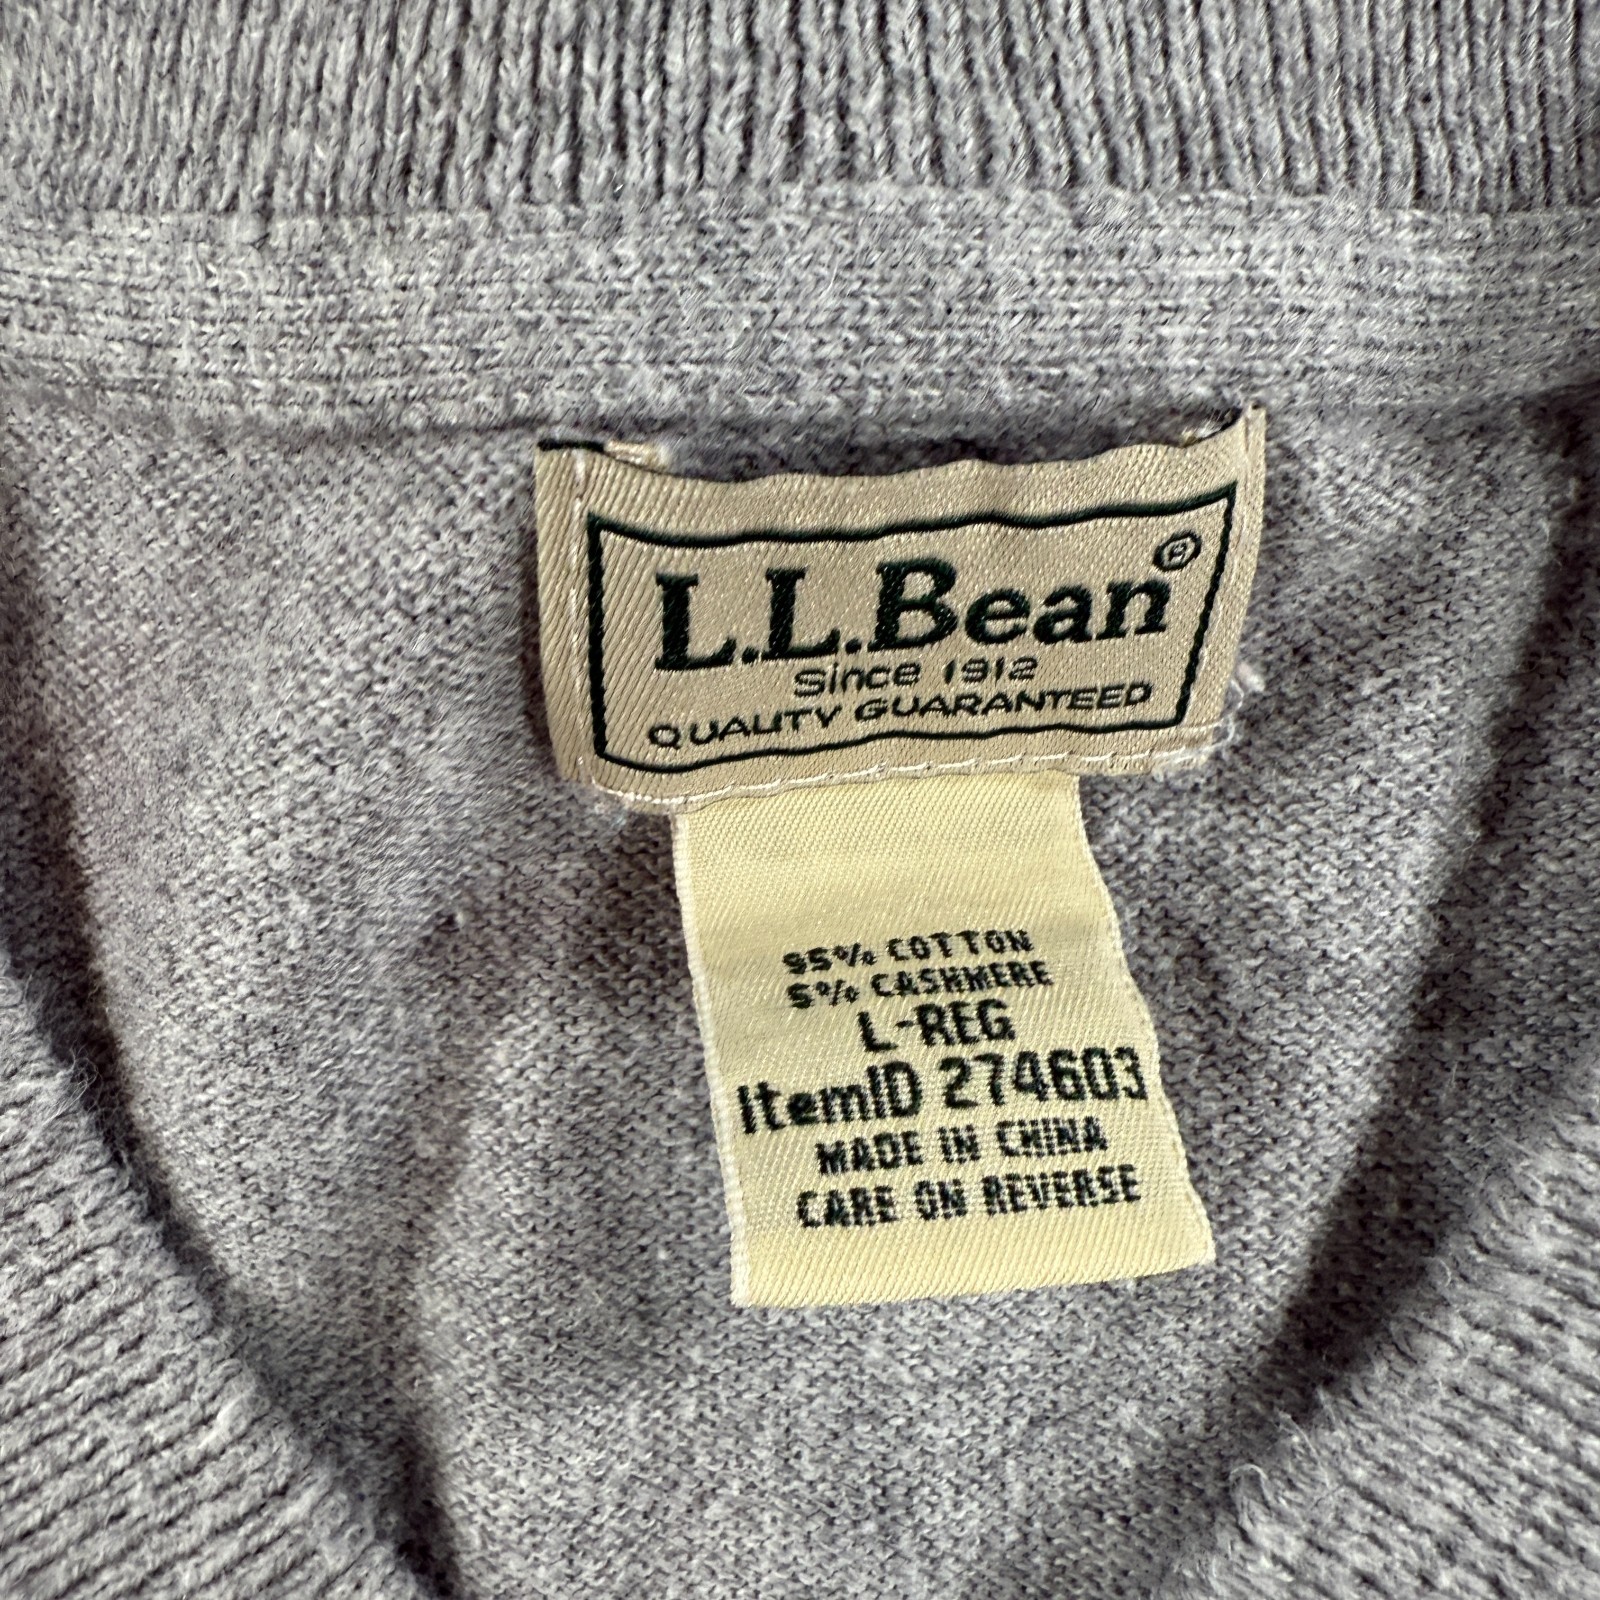 L.L.Bean®
Since 1912
QUALITY GUARANTEED
95% COTTON
5% CASHMERE
L-REG
ItemID 274603
MADE IN CHINA
CARE ON REVERSE